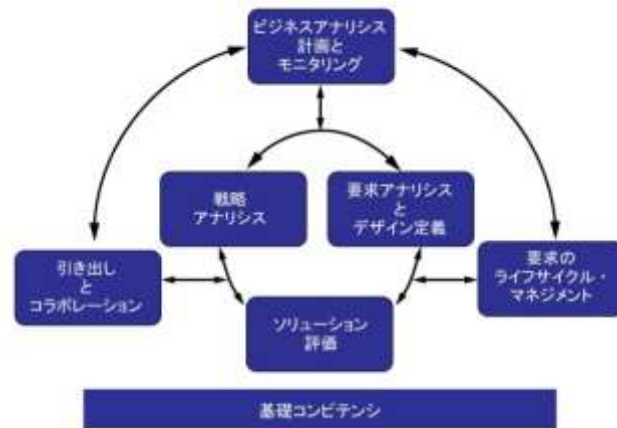 ビジネスアナリシス
計画と
モニタリング
戦略
アナリシス
要求アナリシス
と
デザイン定義
引き出し
と
コラボレーション
要求の
ライフサイクル・
マネジメント
ソリューション
評価
基礎コンピテンシ